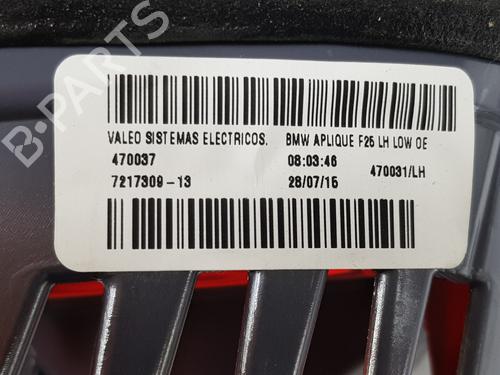 B-PARTS
VALEO SISTEMAS ELECTRICOS. BMW APLIQUE F25 LH LOW OE
470037 08:03:46 470031/LH
7217309-13 28/07/15